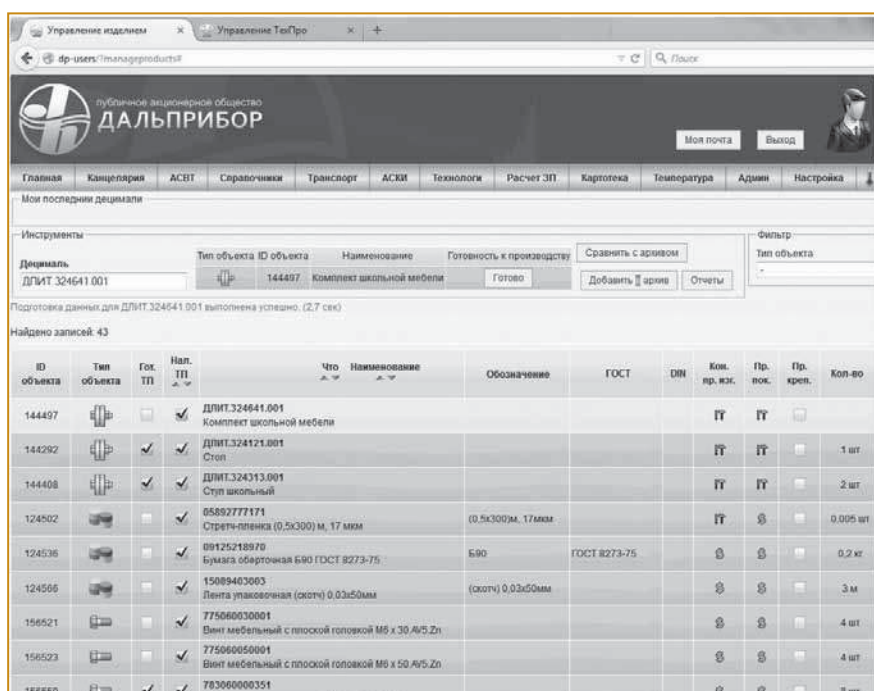 Управление изделием × Управление ТехПро × +
dp-users/?manageproducts# Поиск
публичное акционерное общество
ДАЛЬПРИБОР
Моя почта Выход
Главная Канцелярия АСВТ Справочники Транспорт АСКИ Технологи Расчет ЗП Картотека Температура Админ Настройка
Мои последние децимали
Инструменты Фильтр
Децималь Тип объекта ID объекта Наименование Готовность к производству Сравнить с архивом Тип объекта
ДЛИТ.324641.001 144497 Комплект школьной мебели Готово Добавить в архив Отчеты -
Подготовка данных для ДЛИТ.324641.001 выполнена успешно. (2,7 сек)
Найдено записей: 43
ID объекта Тип объекта Гот. ТП Нал. ТП Что Наименование Обозначение ГОСТ DIN Кон. пр. изг. Пр. пок. Пр. креп. Кол-во
144497 ДЛИТ.324641.001
Комплект школьной мебели
144292 ДЛИТ.324121.001 1 шт
Стол
144408 ДЛИТ.324313.001 2 шт
Стул школьный
124502 05892777171 (0,5x300)м, 17мкм 0,005 шт
Стретч-пленка (0,5x300) м, 17 мкм
124536 09125218970 Б90 ГОСТ 8273-75 0,2 кг
Бумага оберточная Б90 ГОСТ 8273-75
124566 15089403003 (скотч) 0,03x50мм 3 м
Лента упаковочная (скотч) 0,03x50мм
156521 775060030001 4 шт
Винт мебельный с плоской головкой М6 x 30.АV5.Zn
156523 775060050001 4 шт
Винт мебельный с плоской головкой М6 x 50.АV5.Zn
783060000351